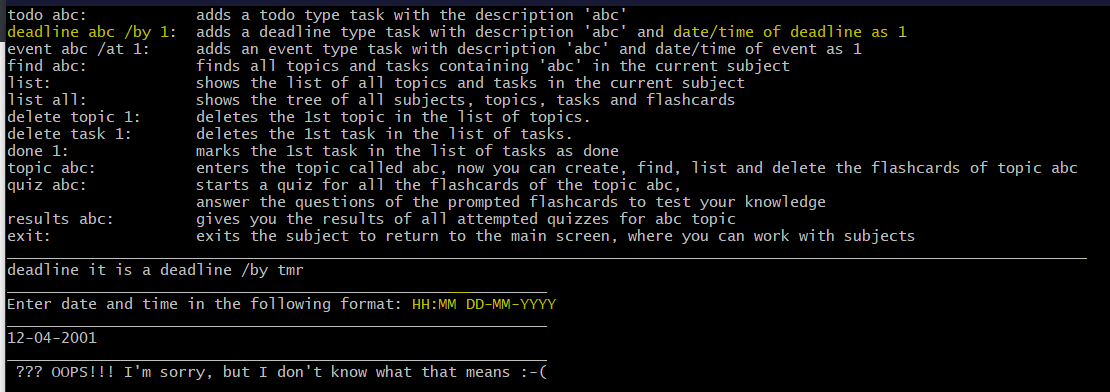 todo abc: adds a todo type task with the description 'abc'
deadline abc /by 1: adds a deadline type task with description 'abc' and date/time of deadline as 1
event abc /at 1: adds an event type task with description 'abc' and date/time of event as 1
find abc: finds all topics and tasks containing 'abc' in the current subject
list: shows the list of all topics and tasks in the current subject
list all: shows the tree of all subjects, topics, tasks and flashcards
delete topic 1: deletes the 1st topic in the list of topics.
delete task 1: deletes the 1st task in the list of tasks.
done 1: marks the 1st task in the list of tasks as done
topic abc: enters the topic called abc, now you can create, find, list and delete the flashcards of topic abc
quiz abc: starts a quiz for all the flashcards of the topic abc,
answer the questions of the prompted flashcards to test your knowledge
results abc: gives you the results of all attempted quizzes for abc topic
exit: exits the subject to return to the main screen, where you can work with subjects
deadline it is a deadline /by tmr
Enter date and time in the following format: HH:MM DD-MM-YYYY
12-04-2001
??? OOPS!!! I'm sorry, but I don't know what that means :-(